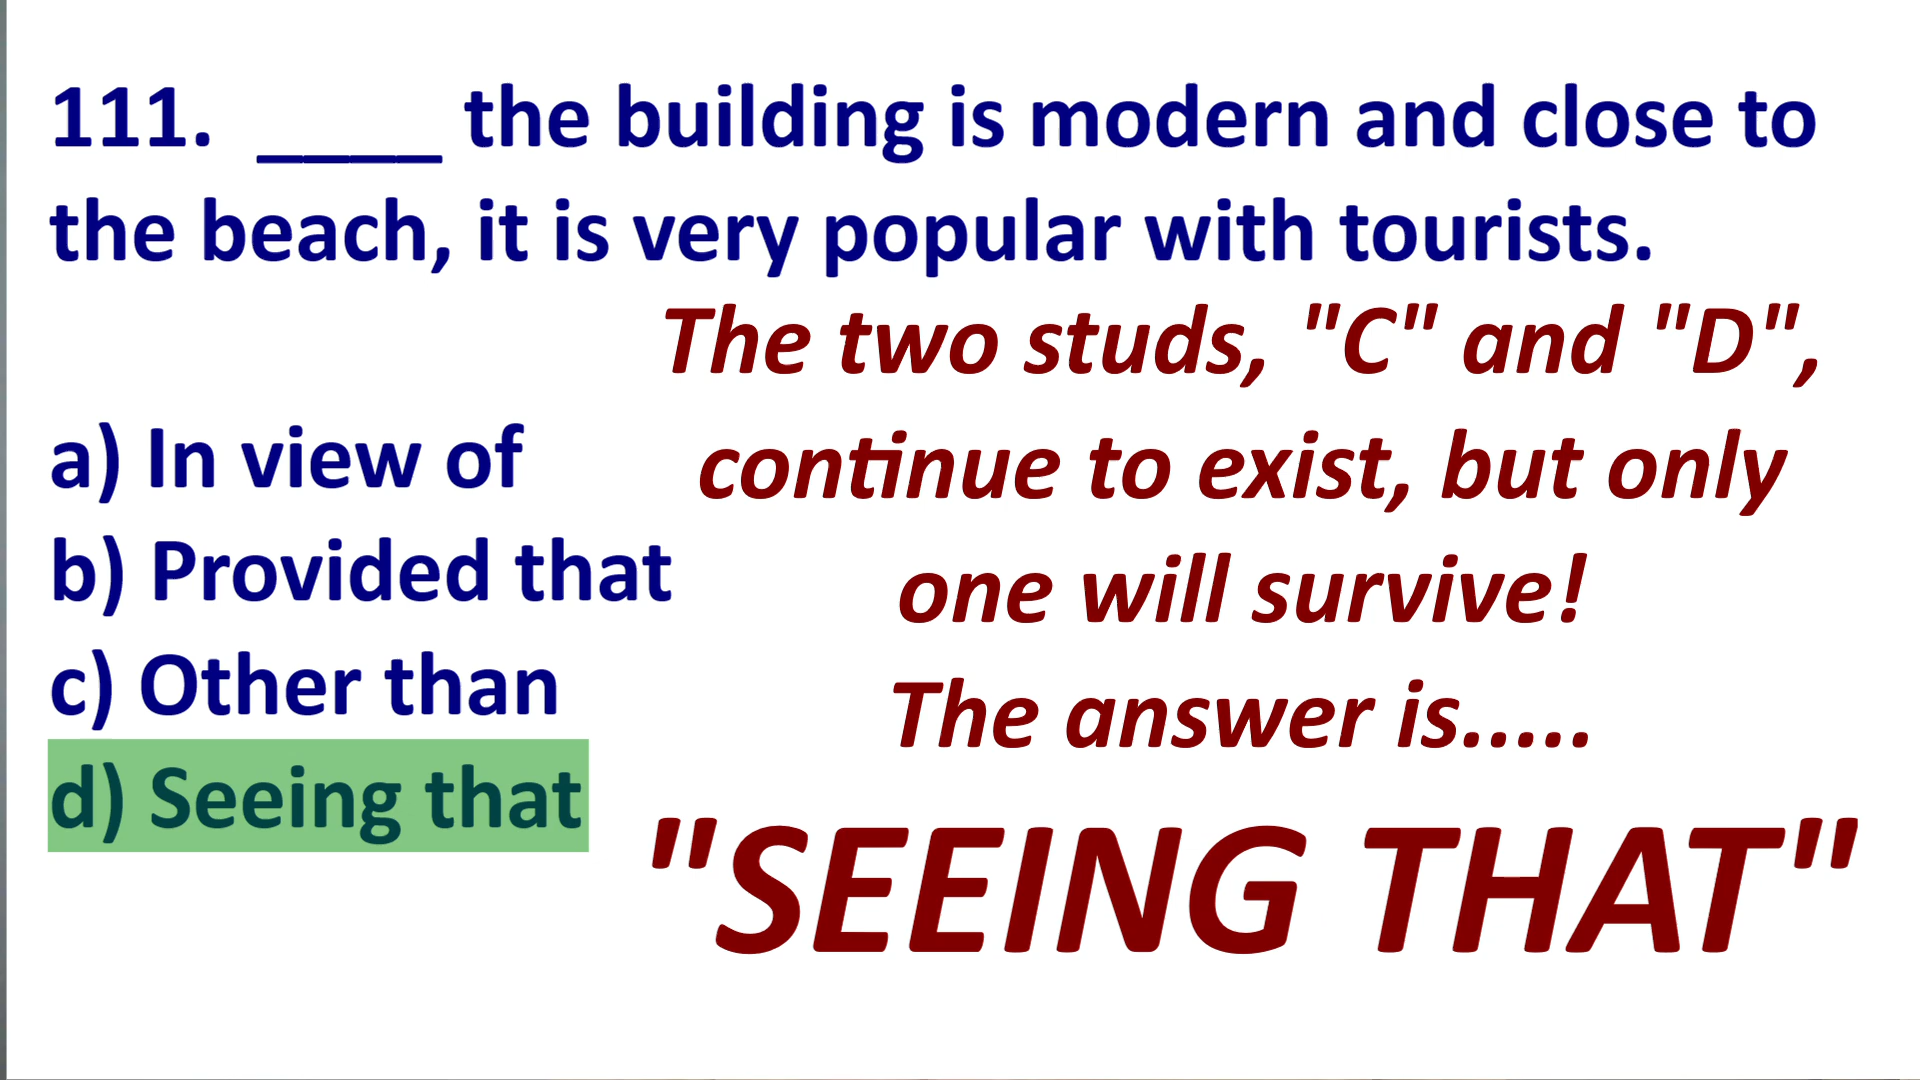 111. ____ the building is modern and close to
the beach, it is very popular with tourists.
The two studs, "C" and "D",
continue to exist, but only
one will survive!
The answer is.....
"SEEING THAT"
a) In view of
b) Provided that
c) Other than
d) Seeing that